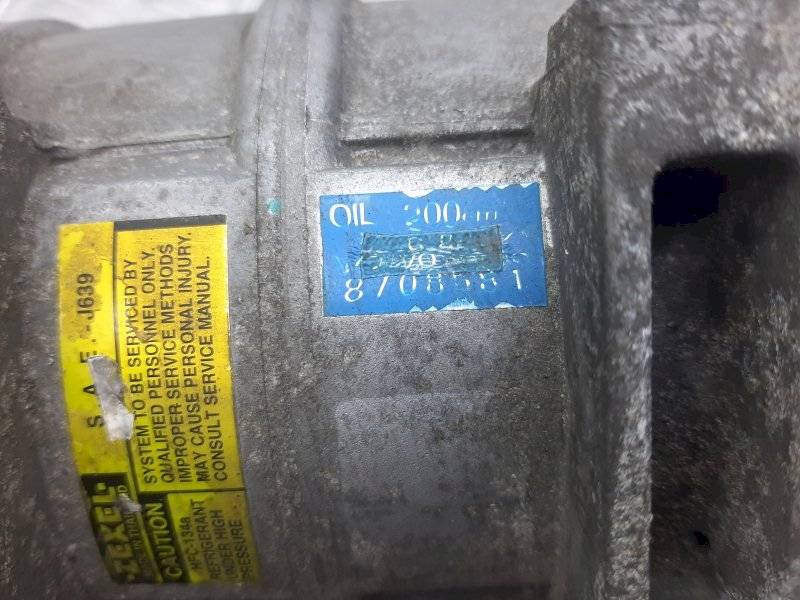 OIL 200cm
8708581
S A E J639
SYSTEM TO BE SERVICED BY
QUALIFIED PERSONNEL ONLY.
IMPROPER SERVICE METHODS
MAY CAUSE PERSONAL INJURY.
CONSULT SERVICE MANUAL.
ZEXEL
CAUTION
HFC-134a
REFRIGERANT
UNDER HIGH
PRESSURE